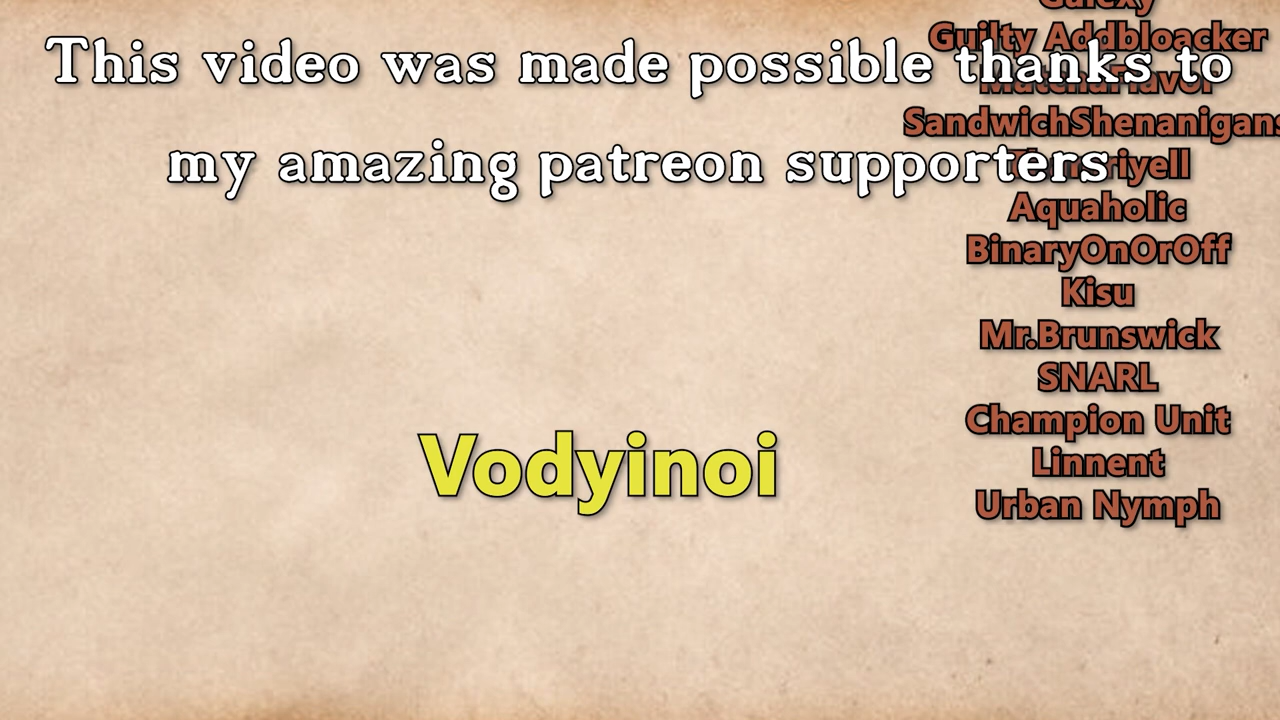 Guilty Addbloacker
This video was made possible thanks to
SandwichShenanigans
my amazing patreon supporters
Aquaholic
BinaryOnOrOff
Kisu
Mr.Brunswick
SNARL
Champion Unit
Linnent
Vodyinoi
Urban Nymph